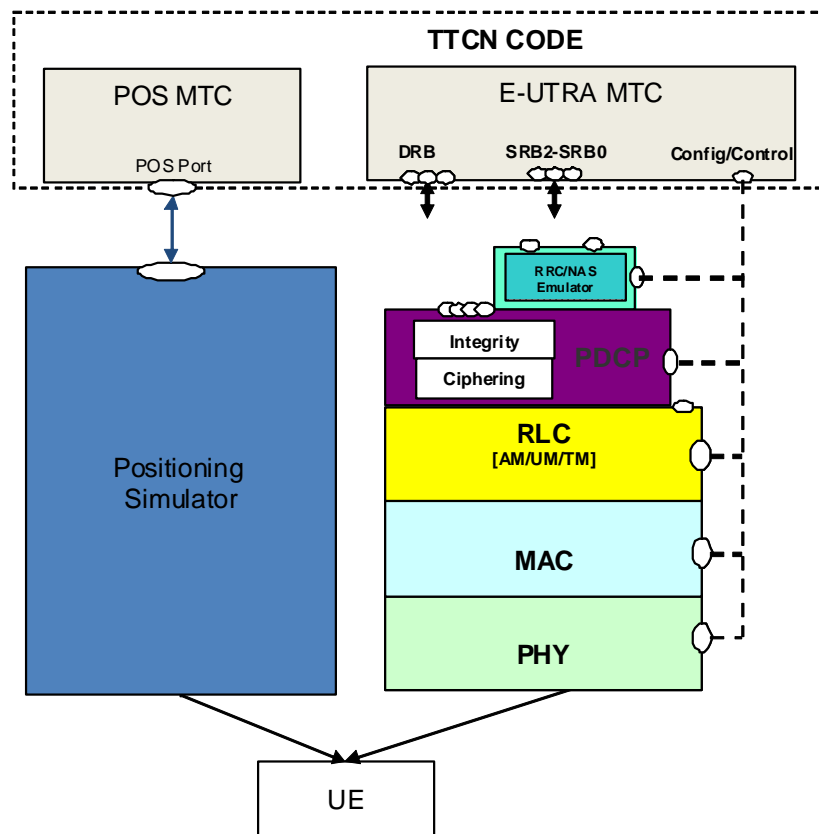 TTCN CODE
POS MTC
E-UTRA MTC
DRB
SRB2-SRB0
Config/Control
POS Port
RRC/NAS
Emulator
Integrity
PDCP
Ciphering
RLC
[AM/UM/TM]
Positioning
Simulator
MAC
PHY
UE